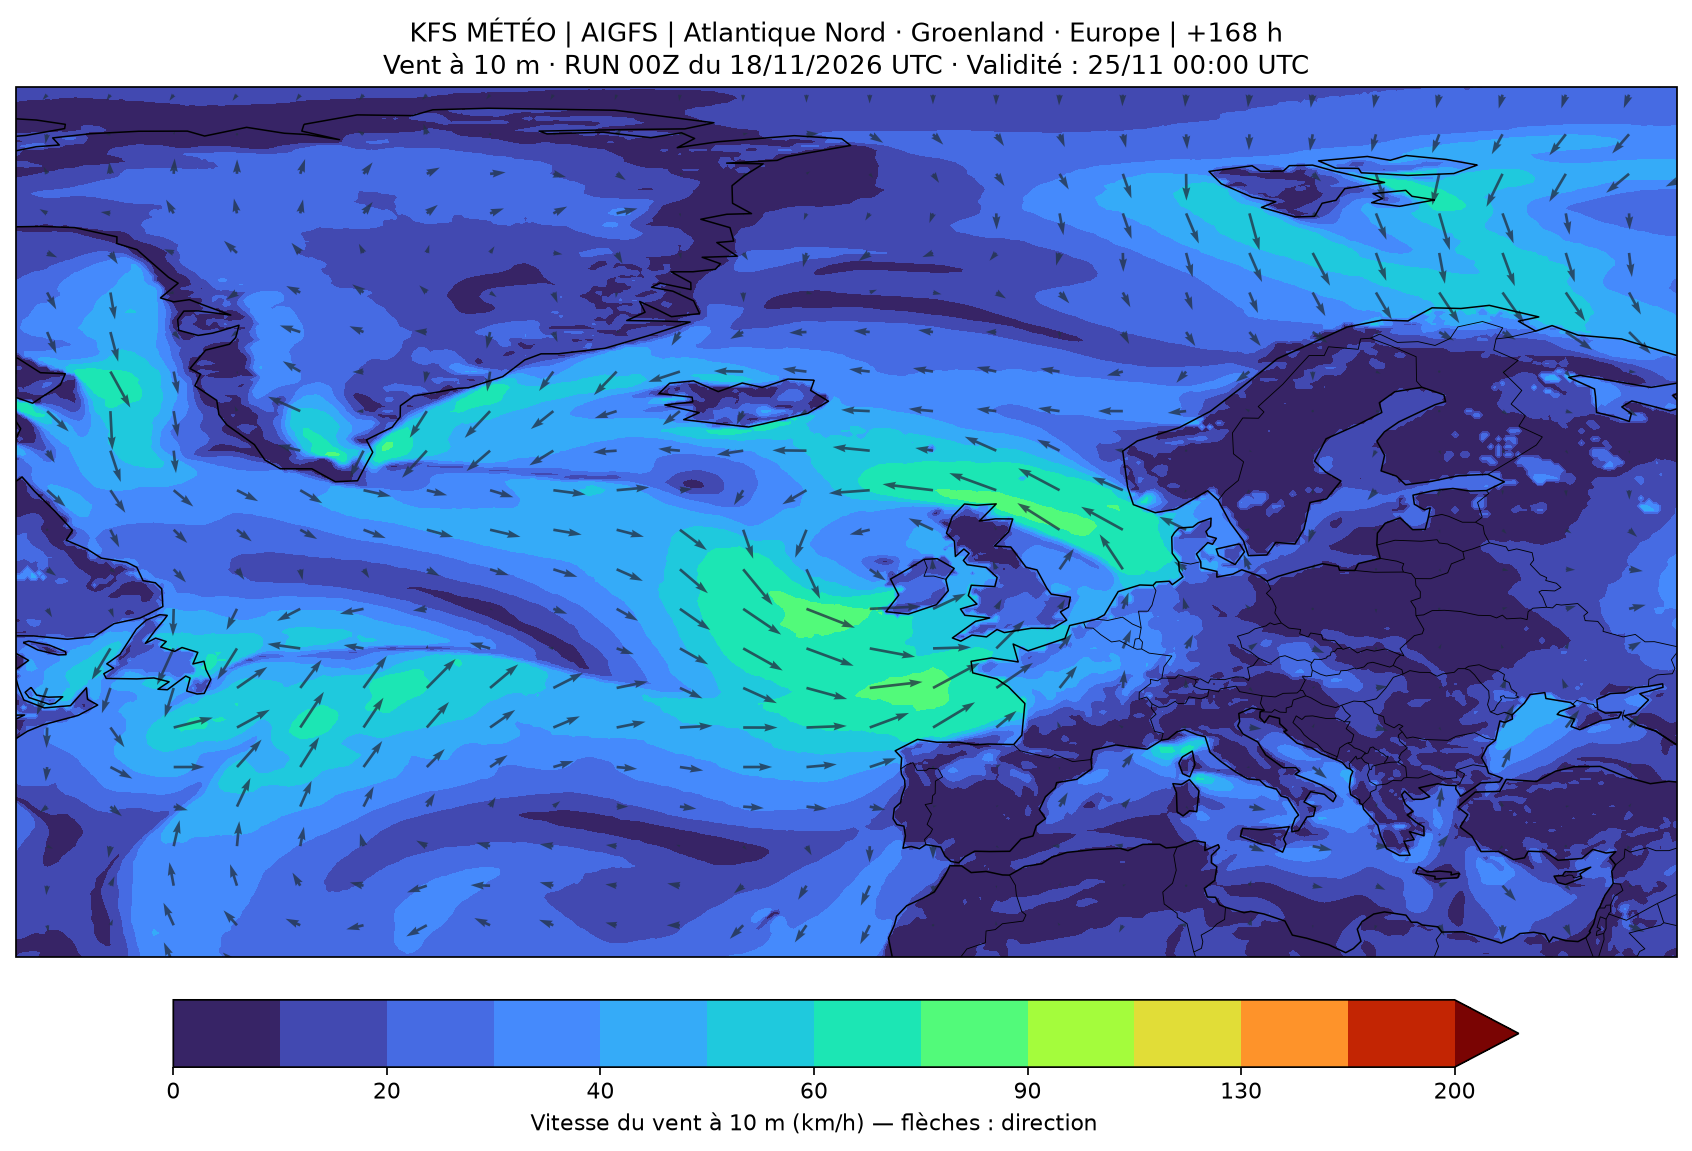 KFS MÉTÉO | AIGFS | Atlantique Nord · Groenland · Europe | +168 h
Vent à 10 m · RUN 00Z du 18/11/2026 UTC · Validité : 25/11 00:00 UTC
0 20 40 60 90 130 200
Vitesse du vent à 10 m (km/h) — flèches : direction